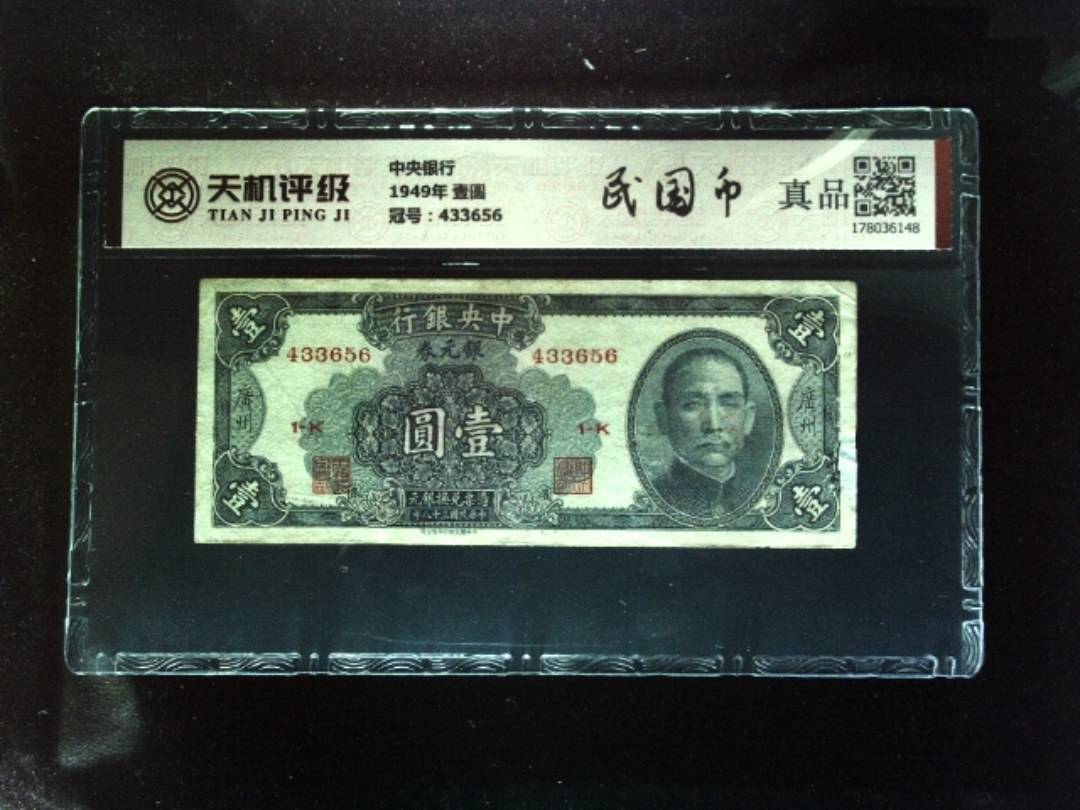 天机评级
TIAN JI PING JI
中央银行
1949年 壹圓
冠号：433656
民国币
真品
178036148
行銀央中
券元銀
433656 433656
壹 壹
廣州 廣州
1-K 1-K
圓壹
壹 壹